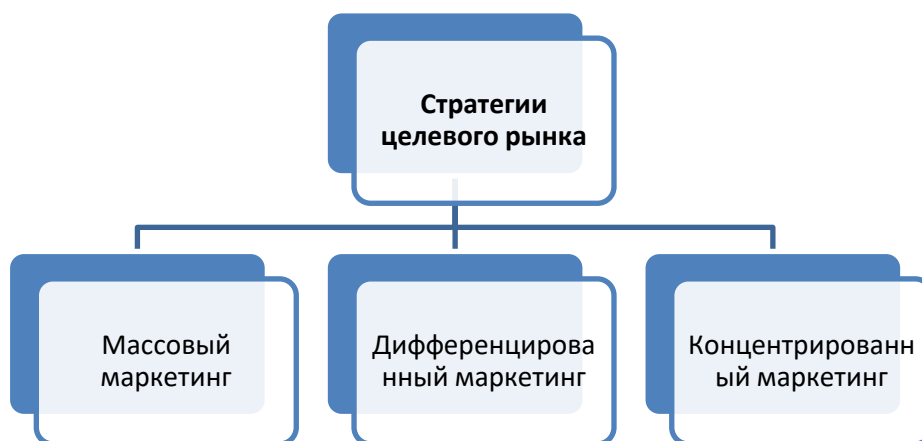 Стратегии
целевого рынка
Массовый
маркетинг
Дифференцирова
нный маркетинг
Концентрированн
ый маркетинг